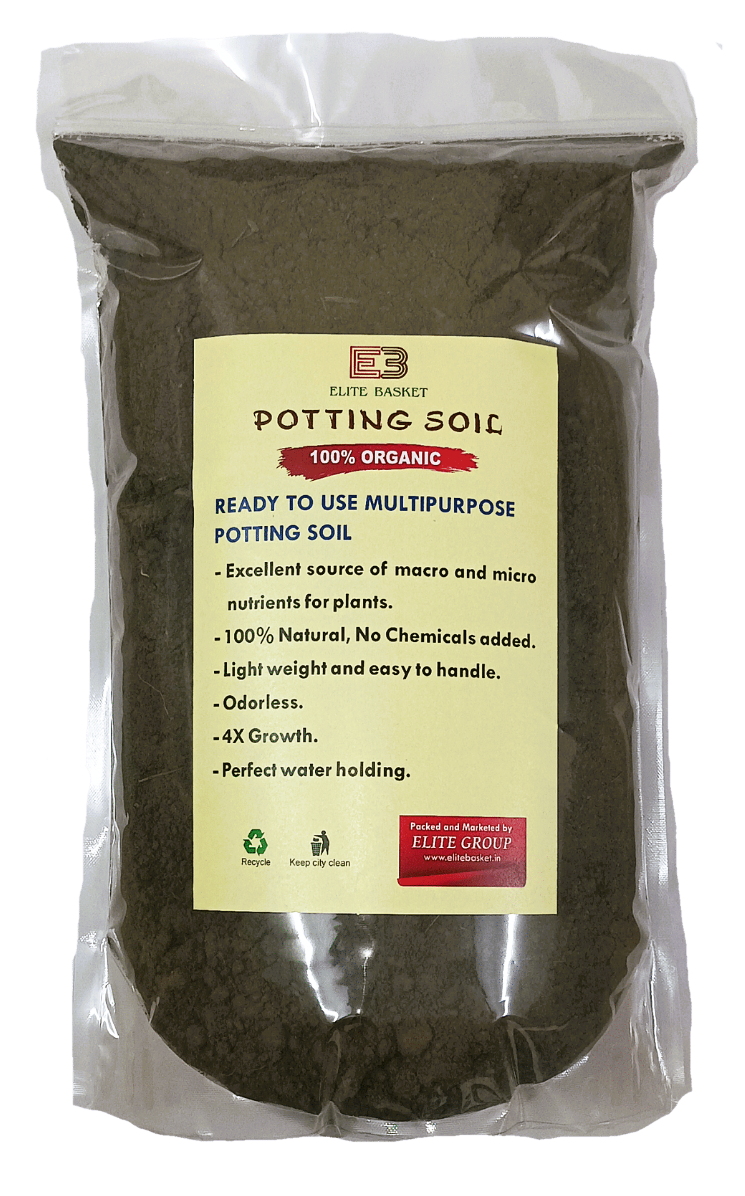 EB
ELITE BASKET
POTTING SOIL
100% ORGANIC
READY TO USE MULTIPURPOSE
POTTING SOIL
- Excellent source of macro and micro
nutrients for plants.
- 100% Natural, No Chemicals added.
- Light weight and easy to handle.
- Odorless.
- 4X Growth.
- Perfect water holding.
Recycle
Keep city clean
Packed and Marketed by
ELITE GROUP
www.elitebasket.in